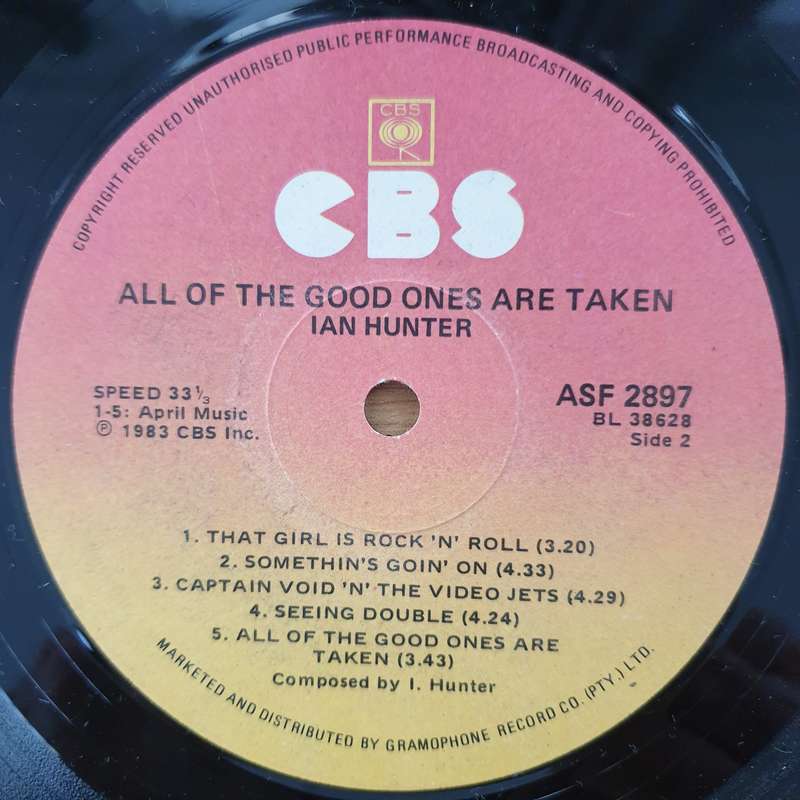 COPYRIGHT RESERVED UNAUTHORISED PUBLIC PERFORMANCE BROADCASTING AND COPYING PROHIBITED
CBS
CBS
ALL OF THE GOOD ONES ARE TAKEN
IAN HUNTER
SPEED 33⅓
1-5: April Music
℗ 1983 CBS Inc.
ASF 2897
BL 38628
Side 2
1. THAT GIRL IS ROCK 'N' ROLL (3.20)
2. SOMETHIN'S GOIN' ON (4.33)
3. CAPTAIN VOID 'N' THE VIDEO JETS (4.29)
4. SEEING DOUBLE (4.24)
5. ALL OF THE GOOD ONES ARE
TAKEN (3.43)
Composed by I. Hunter
MARKETED AND DISTRIBUTED BY GRAMOPHONE RECORD CO. (PTY.) LTD.